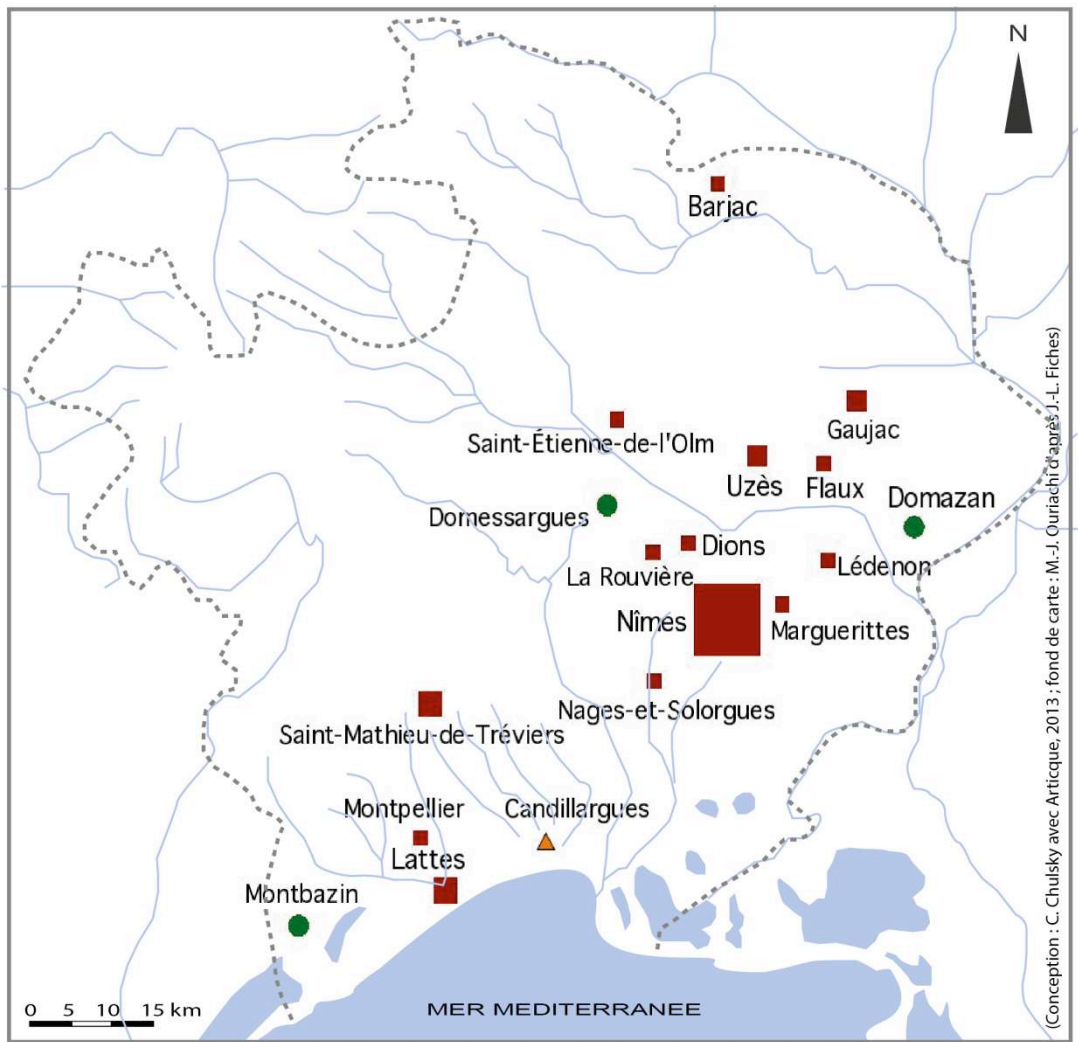 N
Barjac
Gaujac
Saint-Étienne-de-l'Olm
Uzès
Flaux
Domazan
Domessargues
Dions
Lédenon
La Rouvière
Nîmes
Marguerittes
Nages-et-Solorgues
Saint-Mathieu-de-Tréviers
Montpellier
Candillargues
Lattes
Montbazin
0 5 10 15 km
MER MEDITERRANEE
(Conception : C. Chulsky avec Articque, 2013 ; fond de carte : M.-J. Ouriachi d'après J.-L. Fiches)